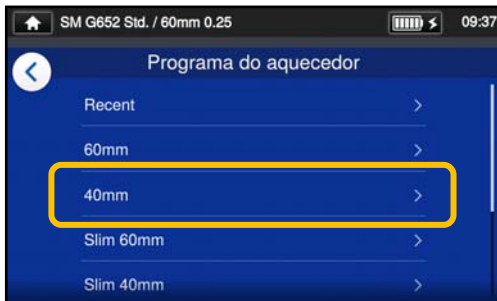 SM G652 Std. / 60mm 0.25 09:37
Programa do aquecedor
Recent
60mm
40mm
Slim 60mm
Slim 40mm